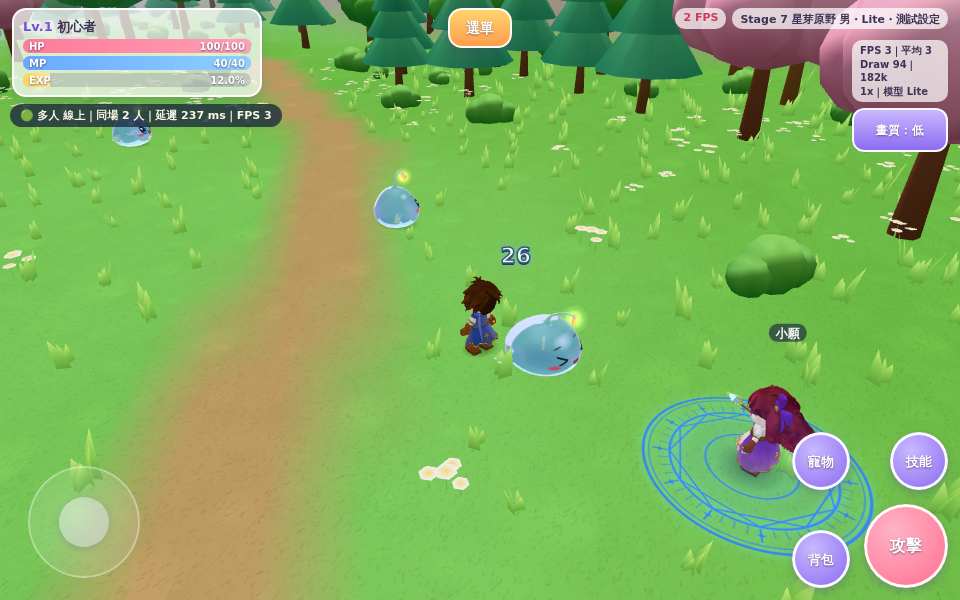 Lv.1 初心者
HP 100/100
MP 40/40
EXP 12.0%
多人 線上 | 同場 2 人 | 延遲 237 ms | FPS 3
選單
2 FPS
Stage 7 星芽原野 男・Lite・測試設定
FPS 3 | 平均 3
Draw 94 |
182k
1x | 模型 Lite
畫質：低
26
小願
寵物
技能
攻擊
背包